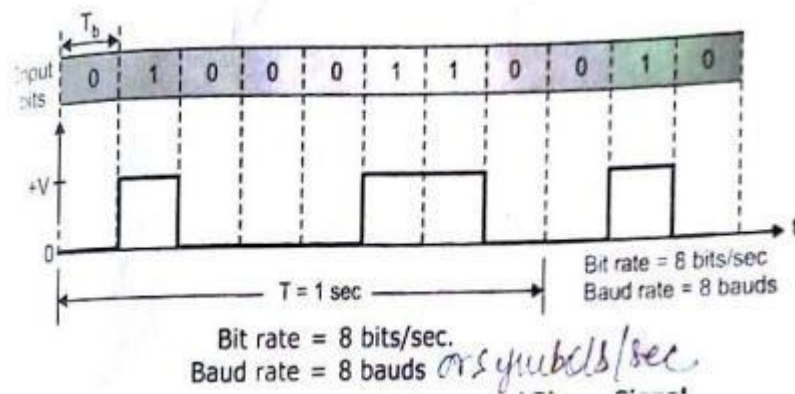 Tb
0 1 0 0 0 1 1 0 0 1 0
bits
+V
0
t
T = 1 sec
Bit rate = 8 bits/sec
Baud rate = 8 bauds
Bit rate = 8 bits/sec.
Baud rate = 8 bauds or symbols/sec